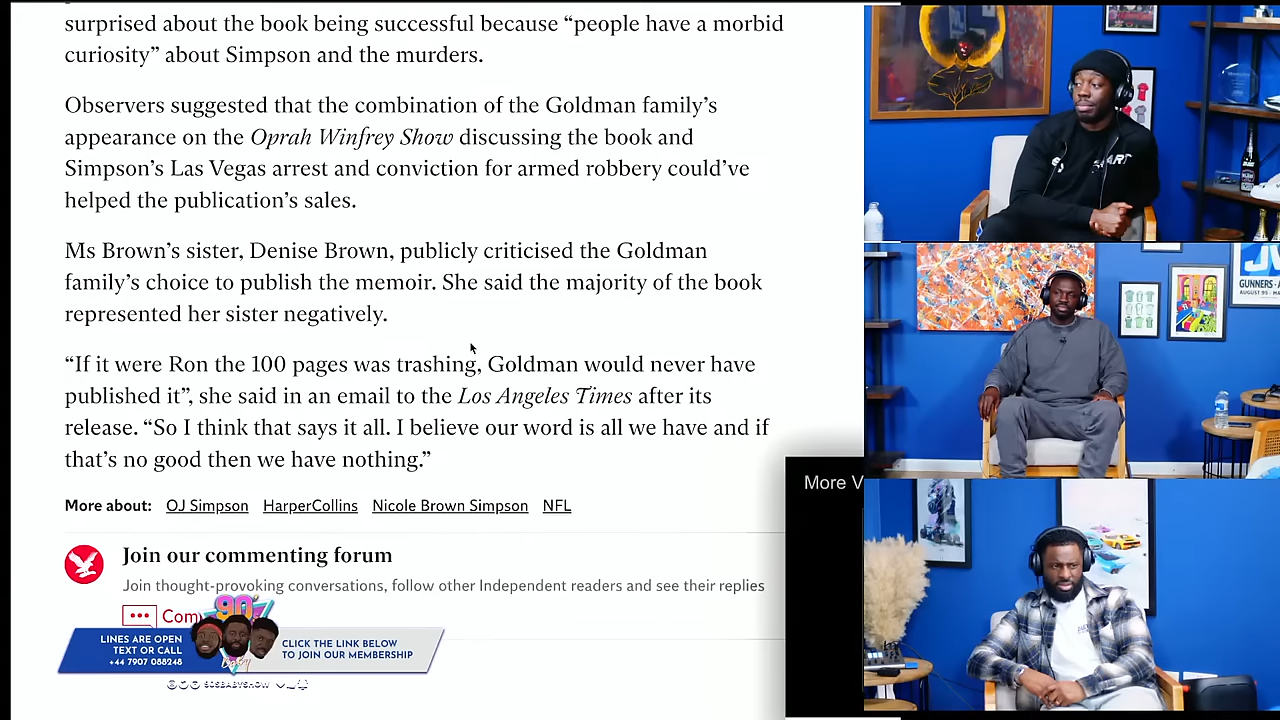 surprised about the book being successful because “people have a morbid
curiosity” about Simpson and the murders.
Observers suggested that the combination of the Goldman family’s
appearance on the Oprah Winfrey Show discussing the book and
Simpson’s Las Vegas arrest and conviction for armed robbery could’ve
helped the publication’s sales.
Ms Brown’s sister, Denise Brown, publicly criticised the Goldman
family’s choice to publish the memoir. She said the majority of the book
represented her sister negatively.
“If it were Ron the 100 pages was trashing, Goldman would never have
published it”, she said in an email to the Los Angeles Times after its
release. “So I think that says it all. I believe our word is all we have and if
that’s no good then we have nothing.”
More about: OJ Simpson HarperCollins Nicole Brown Simpson NFL
Join our commenting forum
Join thought-provoking conversations, follow other Independent readers and see their replies
Com
90
LINES ARE OPEN
TEXT OR CALL
+44 7907 088248
CLICK THE LINK BELOW
TO JOIN OUR MEMBERSHIP
90SBABYSHOW
More V
GUNNERS
AUGUST 95